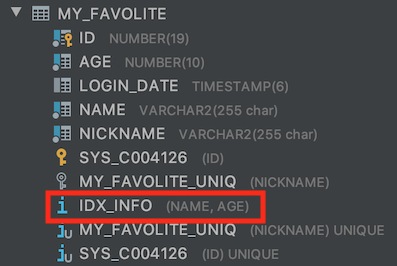 MY_FAVOLITE
ID NUMBER(19)
AGE NUMBER(10)
LOGIN_DATE TIMESTAMP(6)
NAME VARCHAR2(255 char)
NICKNAME VARCHAR2(255 char)
SYS_C004126 (ID)
MY_FAVOLITE_UNIQ (NICKNAME)
IDX_INFO (NAME, AGE)
MY_FAVOLITE_UNIQ (NICKNAME) UNIQUE
SYS_C004126 (ID) UNIQUE